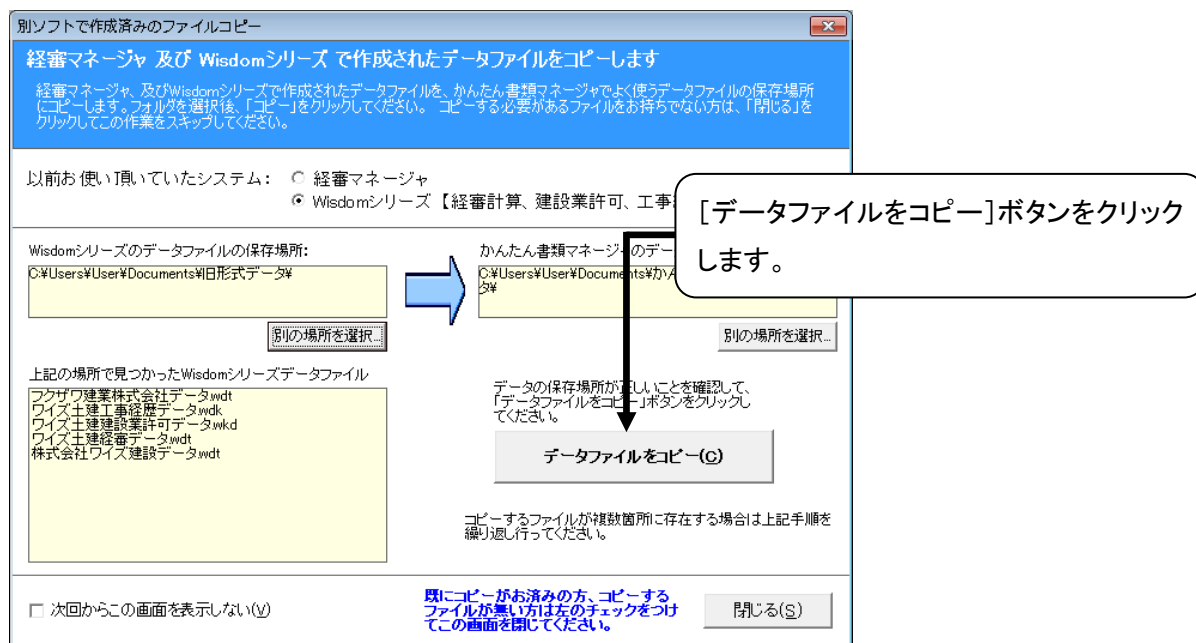 別ソフトで作成済みのファイルコピー
経審マネージャ 及び Wisdomシリーズ で作成されたデータファイルをコピーします
経審マネージャ、及びWisdomシリーズで作成されたデータファイルを、かんたん書類マネージャでよく使うデータファイルの保存場所
にコピーします。フォルダを選択後、「コピー」をクリックしてください。 コピーする必要があるファイルをお持ちでない方は、「閉じる」を
クリックしてこの作業をスキップしてください。
以前お使い頂いていたシステム:
経審マネージャ
Wisdomシリーズ 【経審計算、建設業許可、工事
[データファイルをコピー]ボタンをクリック
します。
Wisdomシリーズのデータファイルの保存場所:
C:¥Users¥User¥Documents¥旧形式データ¥
別の場所を選択...
かんたん書類マネージャのデー
C:¥Users¥User¥Documents¥かん
タ¥
別の場所を選択...
上記の場所で見つかったWisdomシリーズデータファイル
フクザワ建業株式会社データ.wdt
ワイズ土建工事経歴データ.wdk
ワイズ土建建設業許可データ.wkd
ワイズ土建経審データ.wdt
株式会社ワイズ建設データ.wdt
データの保存場所が正しいことを確認して、
「データファイルをコピー」ボタンをクリックし
てください。
データファイルをコピー(C)
コピーするファイルが複数箇所に存在する場合は上記手順を
繰り返し行ってください。
次回からこの画面を表示しない(V)
既にコピーがお済みの方、コピーする
ファイルが無い方は左のチェックをつけ
てこの画面を閉じてください。
閉じる(S)